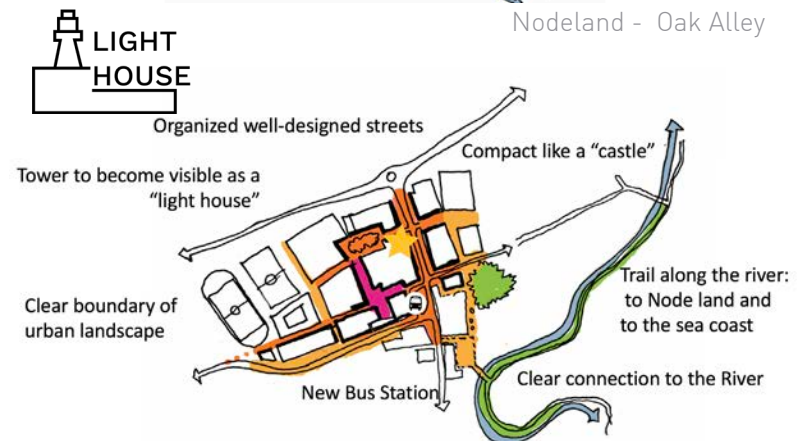 Nodeland - Oak Alley
LIGHT
HOUSE
Organized well-designed streets
Compact like a “castle”
Tower to become visible as a
“light house”
Trail along the river:
to Node land and
to the sea coast
Clear boundary of
urban landscape
New Bus Station
Clear connection to the River